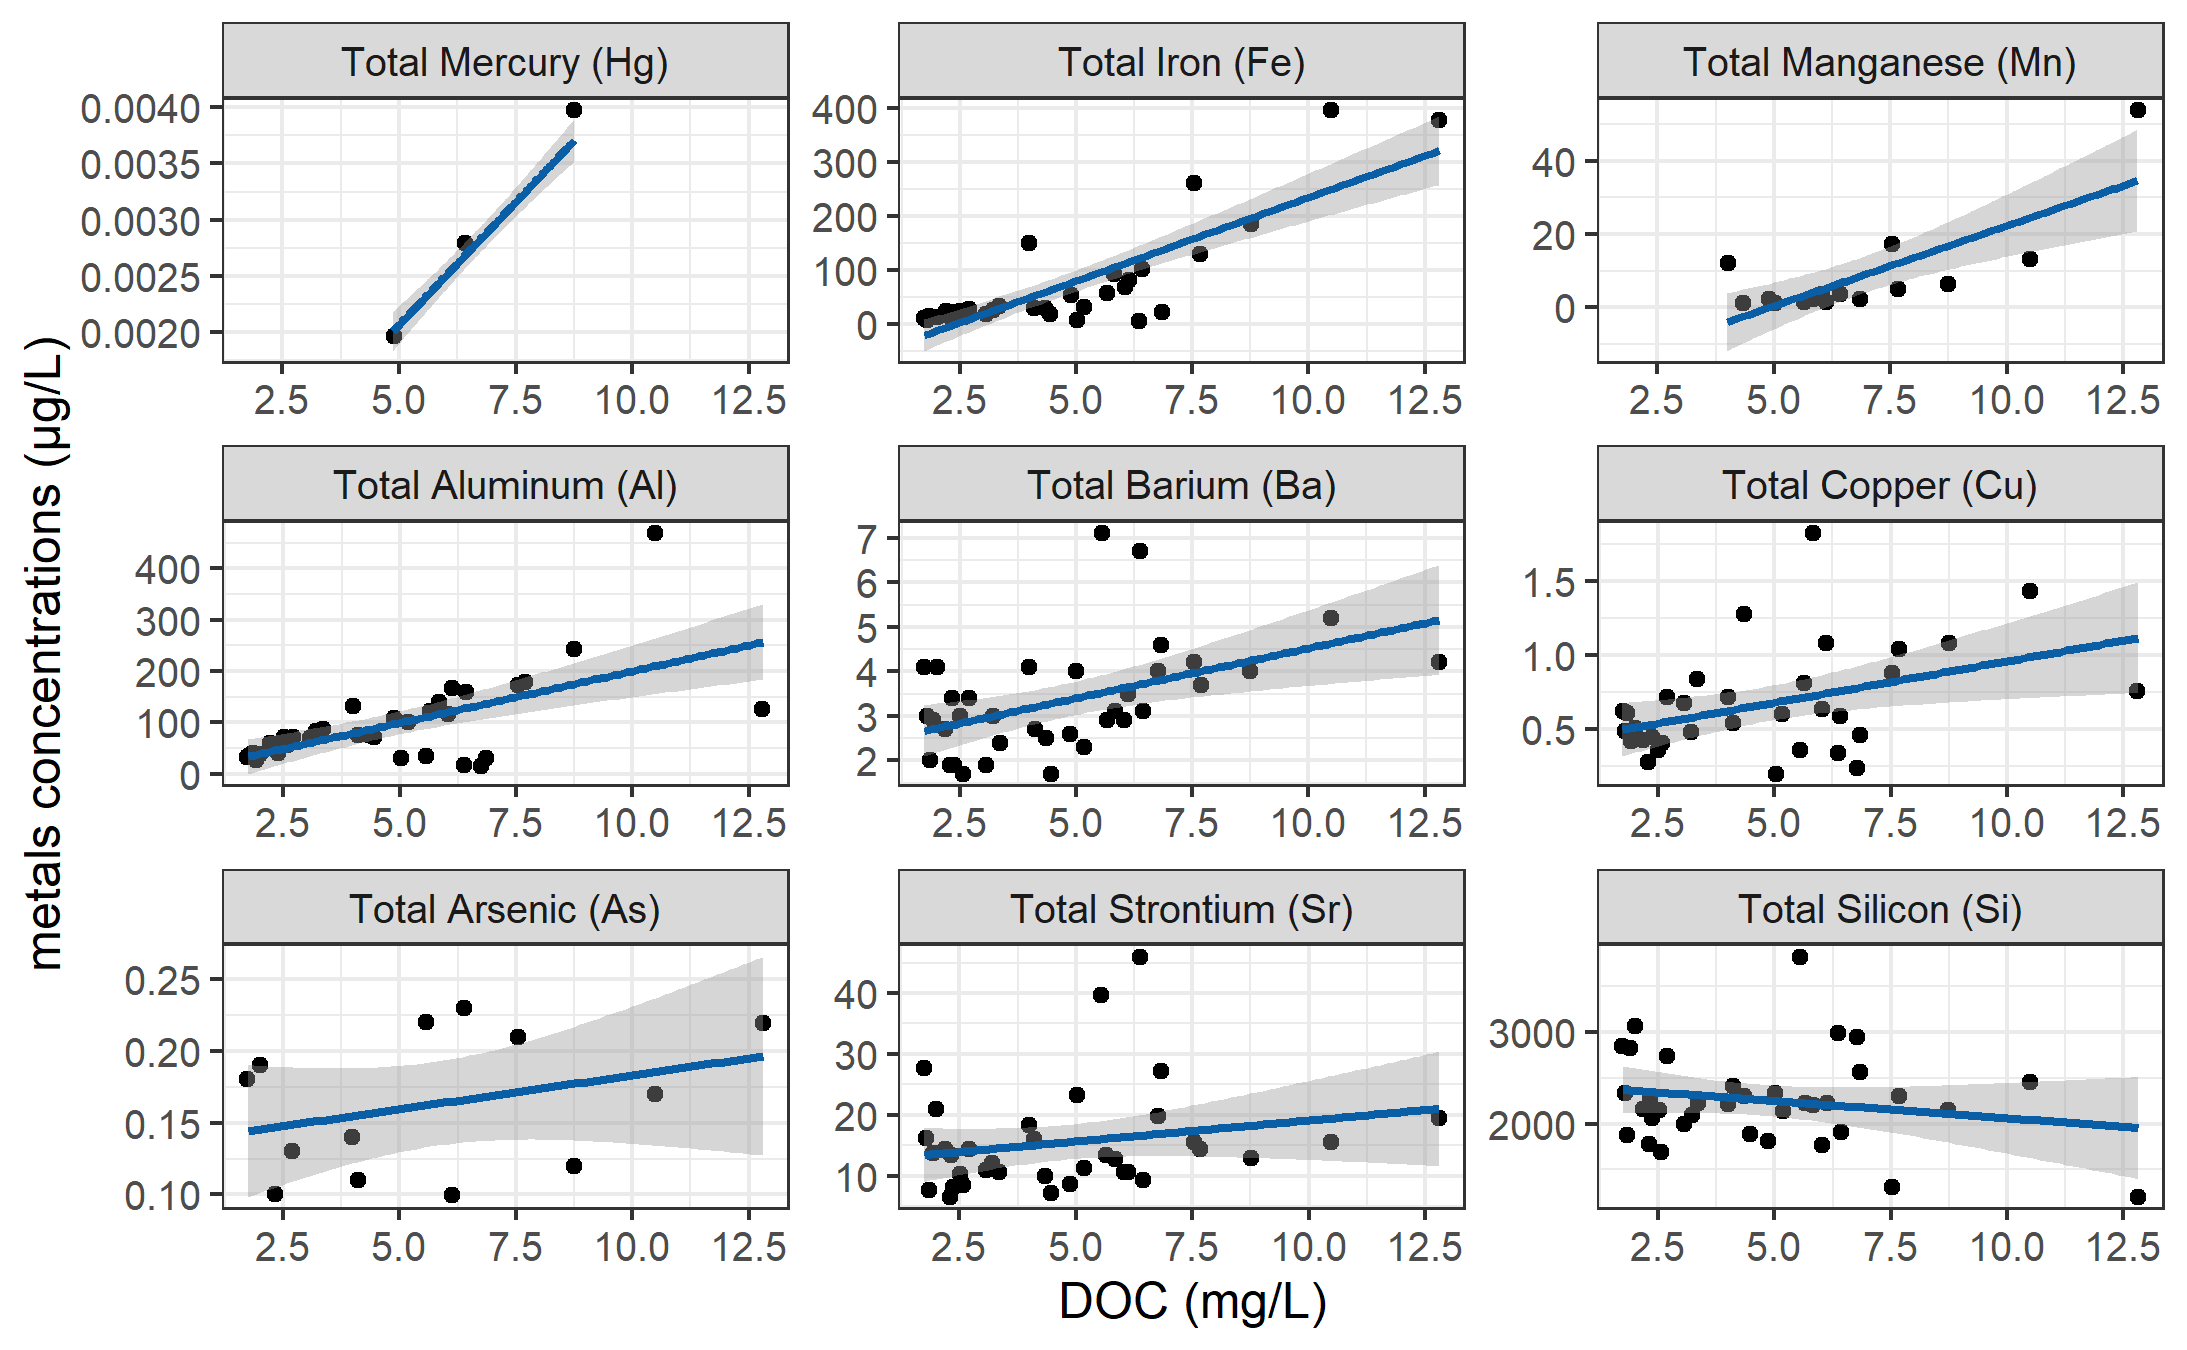 Total Mercury (Hg) Total Iron (Fe) Total Manganese (Mn)
0.0040
0.0035
0.0030
0.0025
0.0020
2.5 5.0 7.5 10.0 12.5
400
300
200
100
0
2.5 5.0 7.5 10.0 12.5
40
20
0
2.5 5.0 7.5 10.0 12.5
Total Aluminum (Al) Total Barium (Ba) Total Copper (Cu)
400
300
200
100
0
2.5 5.0 7.5 10.0 12.5
7
6
5
4
3
2
2.5 5.0 7.5 10.0 12.5
1.5
1.0
0.5
2.5 5.0 7.5 10.0 12.5
Total Arsenic (As) Total Strontium (Sr) Total Silicon (Si)
0.25
0.20
0.15
0.10
2.5 5.0 7.5 10.0 12.5
40
30
20
10
2.5 5.0 7.5 10.0 12.5
3000
2000
2.5 5.0 7.5 10.0 12.5
metals concentrations (µg/L)
DOC (mg/L)